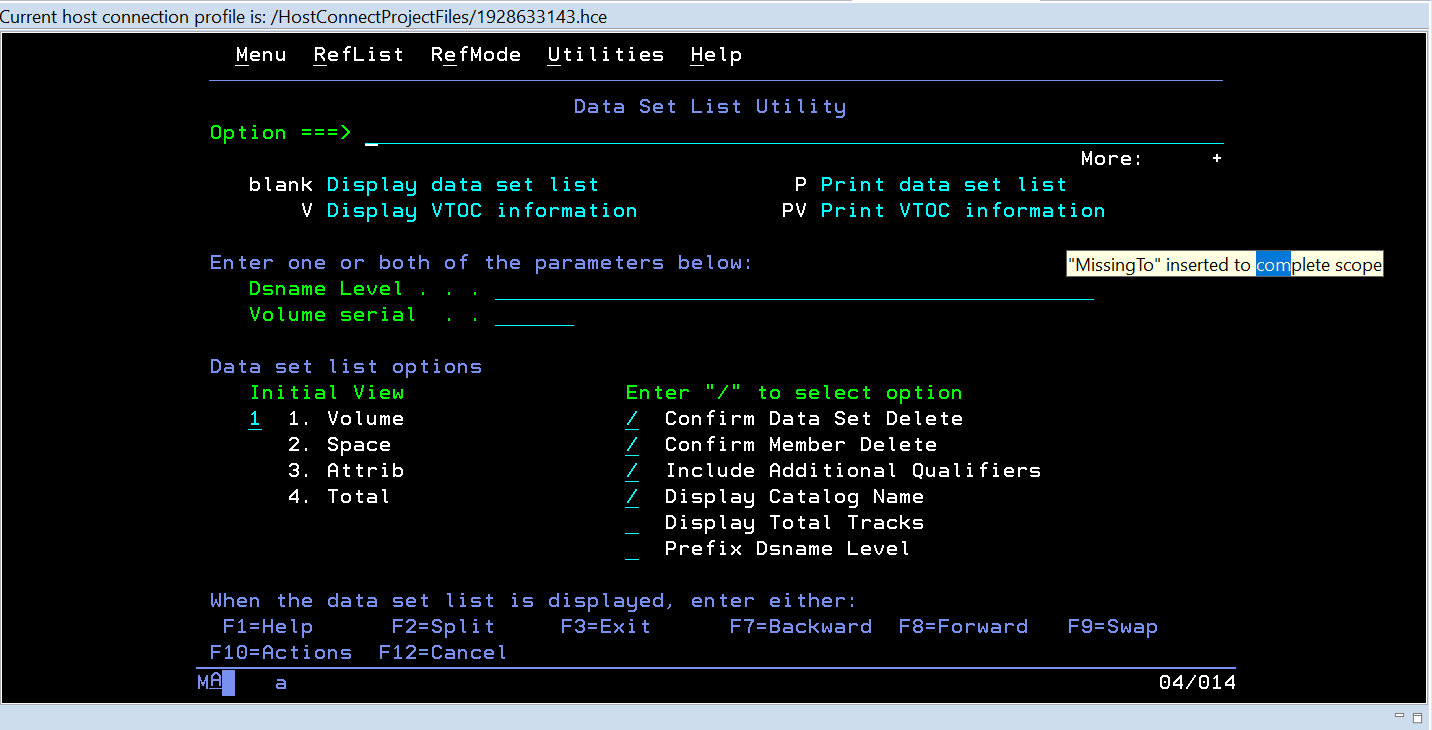 Current host connection profile is: /HostConnectProjectFiles/1928633143.hce
Menu RefList RefMode Utilities Help
Data Set List Utility
Option ===>
More: +
blank Display data set list P Print data set list
V Display VTOC information PV Print VTOC information
Enter one or both of the parameters below:
"MissingTo" inserted to complete scope
Dsname Level . . .
Volume serial . .
Data set list options
Initial View Enter "/" to select option
1 1. Volume / Confirm Data Set Delete
2. Space / Confirm Member Delete
3. Attrib / Include Additional Qualifiers
4. Total / Display Catalog Name
_ Display Total Tracks
_ Prefix Dsname Level
When the data set list is displayed, enter either:
F1=Help F2=Split F3=Exit F7=Backward F8=Forward F9=Swap
F10=Actions F12=Cancel
MA a 04/014